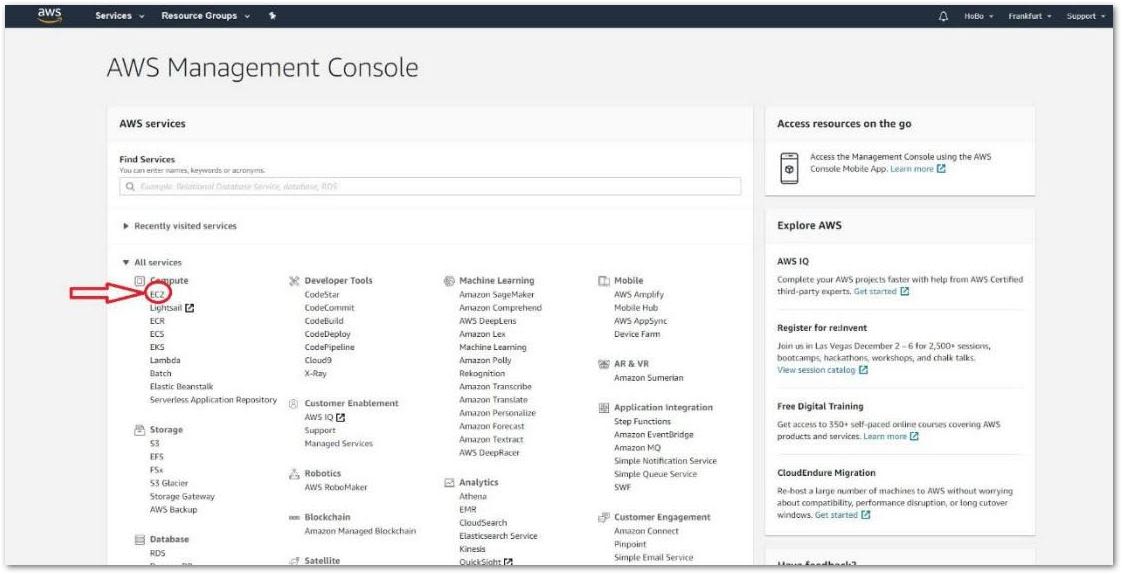 aws
Services
Resource Groups
HoBo
Frankfurt
Support
AWS Management Console
AWS services
Find Services
You can enter names, keywords or acronyms.
Example: Relational Database Service, database, RDS
Recently visited services
All services
Compute
EC2
Lightsail
ECR
ECS
EKS
Lambda
Batch
Elastic Beanstalk
Serverless Application Repository
Storage
S3
EFS
FSx
S3 Glacier
Storage Gateway
AWS Backup
Database
RDS
Developer Tools
CodeStar
CodeCommit
CodeBuild
CodeDeploy
CodePipeline
Cloud9
X-Ray
Customer Enablement
AWS IQ
Support
Managed Services
Robotics
AWS RoboMaker
Blockchain
Amazon Managed Blockchain
Satellite
Machine Learning
Amazon SageMaker
Amazon Comprehend
AWS DeepLens
Amazon Lex
Machine Learning
Amazon Polly
Rekognition
Amazon Transcribe
Amazon Translate
Amazon Personalize
Amazon Forecast
Amazon Textract
AWS DeepRacer
Analytics
Athena
EMR
CloudSearch
Elasticsearch Service
Kinesis
QuickSight
Mobile
AWS Amplify
Mobile Hub
AWS AppSync
Device Farm
AR & VR
Amazon Sumerian
Application Integration
Step Functions
Amazon EventBridge
Amazon MQ
Simple Notification Service
Simple Queue Service
SWF
Customer Engagement
Amazon Connect
Pinpoint
Simple Email Service
Access resources on the go
Access the Management Console using the AWS
Console Mobile App. Learn more
Explore AWS
AWS IQ
Complete your AWS projects faster with help from AWS Certified
third-party experts. Get started
Register for re:Invent
Join us in Las Vegas December 2 – 6 for 2,500+ sessions,
bootcamps, hackathons, workshops, and chalk talks.
View session catalog
Free Digital Training
Get access to 350+ self-paced online courses covering AWS
products and services. Learn more
CloudEndure Migration
Re-host a large number of machines to AWS without worrying
about compatibility, performance disruption, or long cutover
windows. Get started
Have feedback?